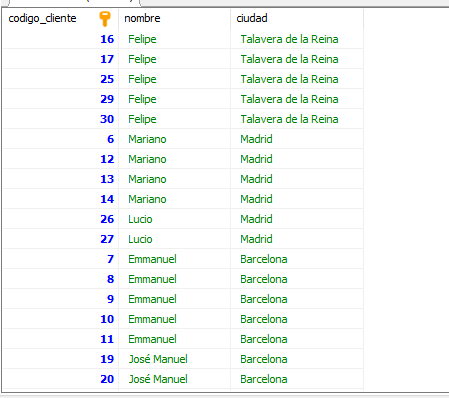 codigo_cliente nombre ciudad
16 Felipe Talavera de la Reina
17 Felipe Talavera de la Reina
25 Felipe Talavera de la Reina
29 Felipe Talavera de la Reina
30 Felipe Talavera de la Reina
6 Mariano Madrid
12 Mariano Madrid
13 Mariano Madrid
14 Mariano Madrid
26 Lucio Madrid
27 Lucio Madrid
7 Emmanuel Barcelona
8 Emmanuel Barcelona
9 Emmanuel Barcelona
10 Emmanuel Barcelona
11 Emmanuel Barcelona
19 José Manuel Barcelona
20 José Manuel Barcelona